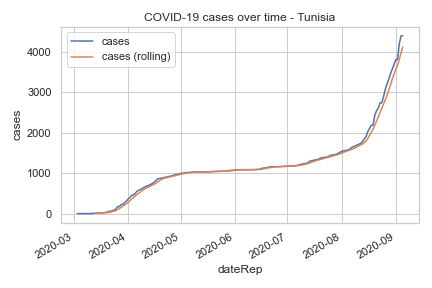 COVID-19 cases over time - Tunisia
cases
cases (rolling)
4000
3000
2000
1000
0
cases
2020-03
2020-04
2020-05
2020-06
2020-07
2020-08
2020-09
dateRep